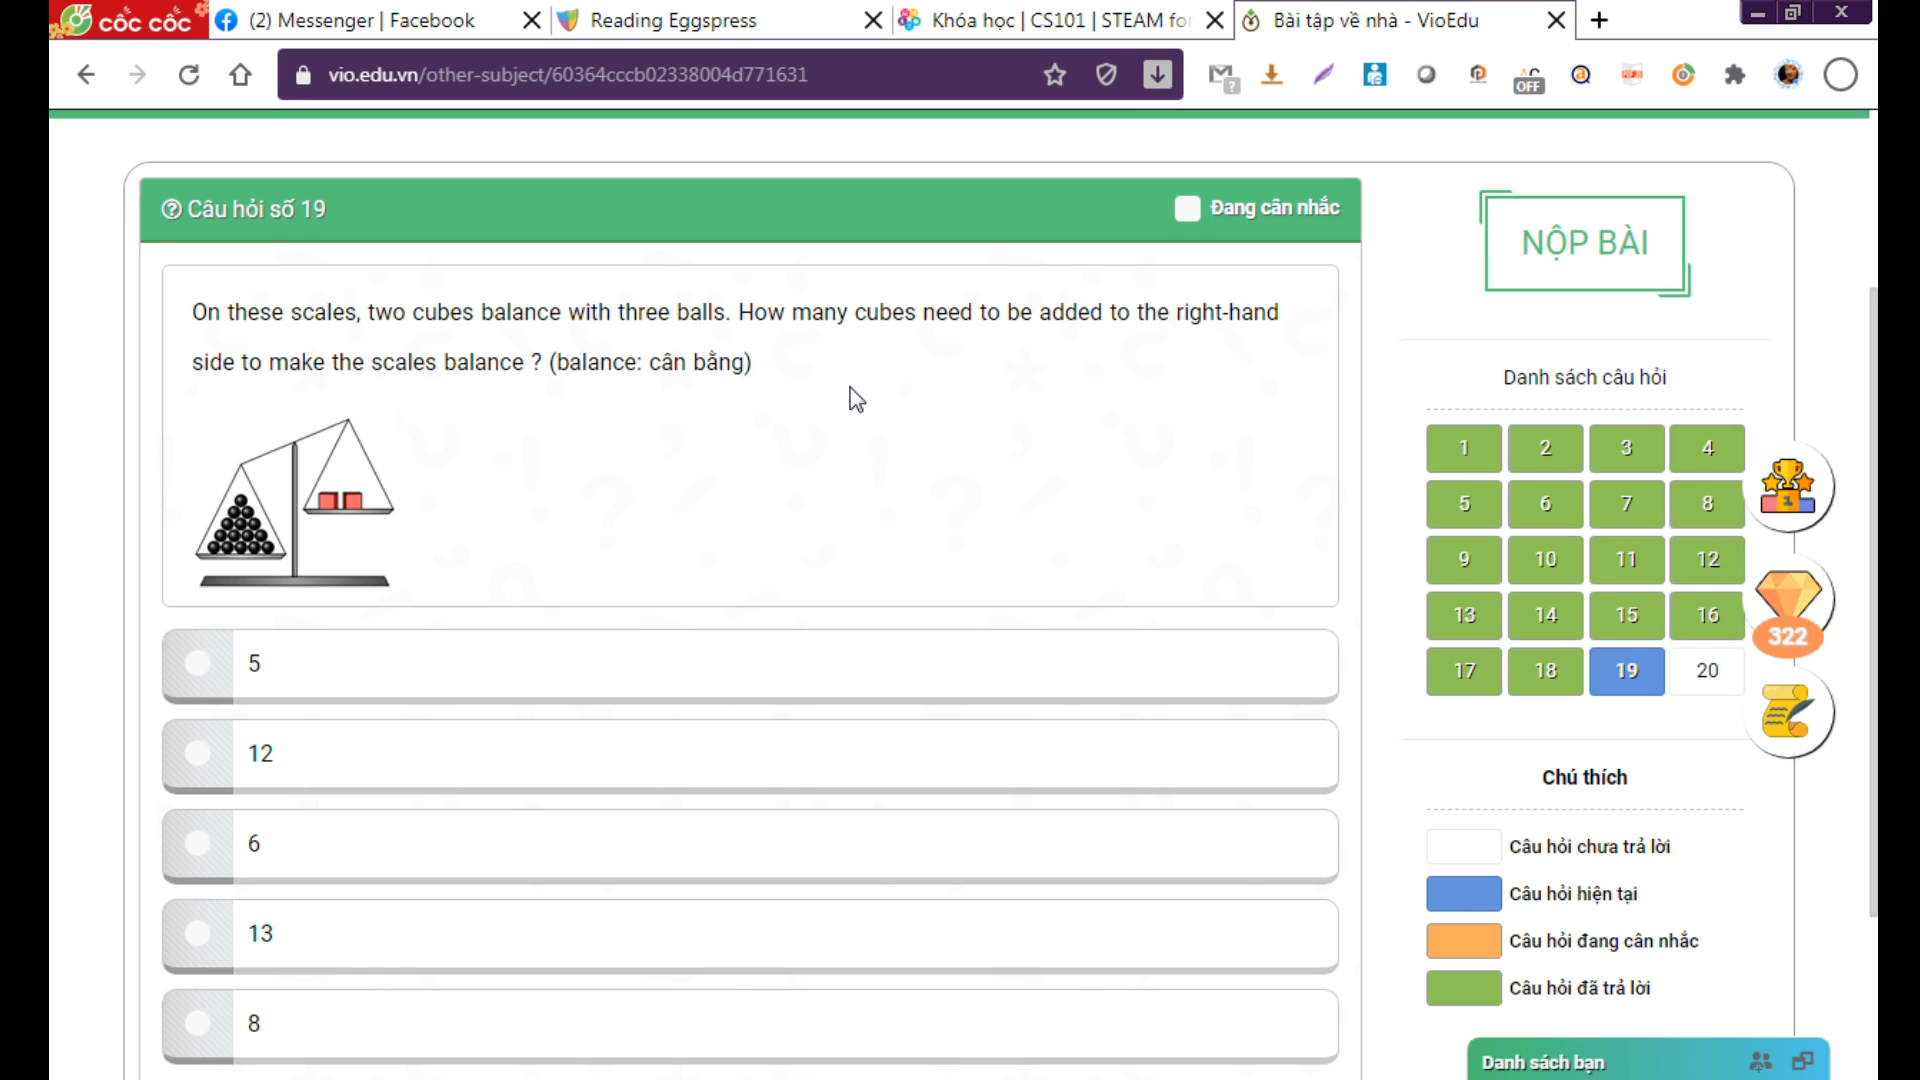 cốc cốc
(2) Messenger | Facebook
Reading Eggspress
Khóa học | CS101 | STEAM for
Bài tập về nhà - VioEdu
vio.edu.vn/other-subject/60364cccb02338004d771631
OFF
Câu hỏi số 19
Đang cân nhắc
On these scales, two cubes balance with three balls. How many cubes need to be added to the right-hand
side to make the scales balance ? (balance: cân bằng)
5
12
6
13
8
NỘP BÀI
Danh sách câu hỏi
1 2 3 4
5 6 7 8
9 10 11 12
13 14 15 16
17 18 19 20
1
322
Chú thích
Câu hỏi chưa trả lời
Câu hỏi hiện tại
Câu hỏi đang cân nhắc
Câu hỏi đã trả lời
Danh sách bạn